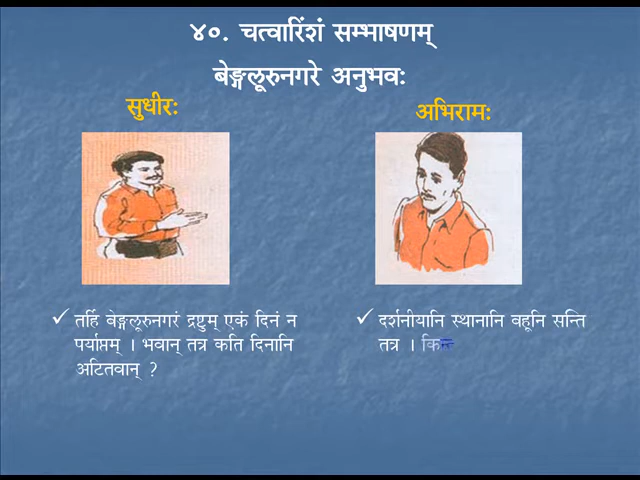 ४०. चत्वारिंशं सम्भाषणम्
बेङ्गलूरुनगरे अनुभवः
सुधीरः
अभिरामः
तर्हि बेङ्गलूरुनगरं द्रष्टुम् एकं दिनं न
पर्याप्तम् । भवान् तत्र कति दिनानि
अटितवान् ?
दर्शनीयानि स्थानानि बहूनि सन्ति
तत्र ।